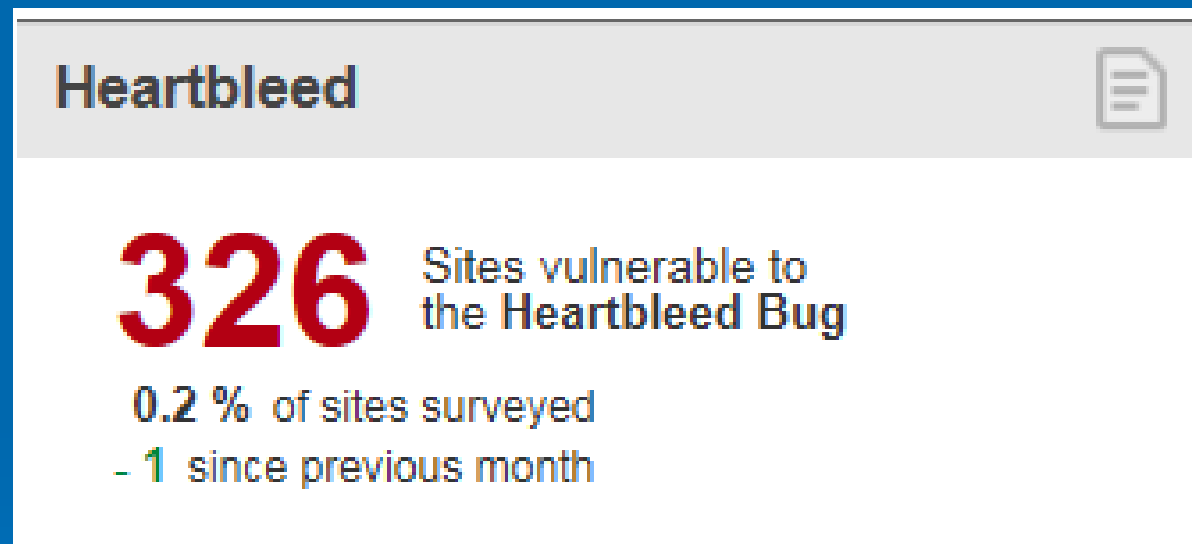 Heartbleed
326
Sites vulnerable to
the Heartbleed Bug
0.2 % of sites surveyed
- 1 since previous month